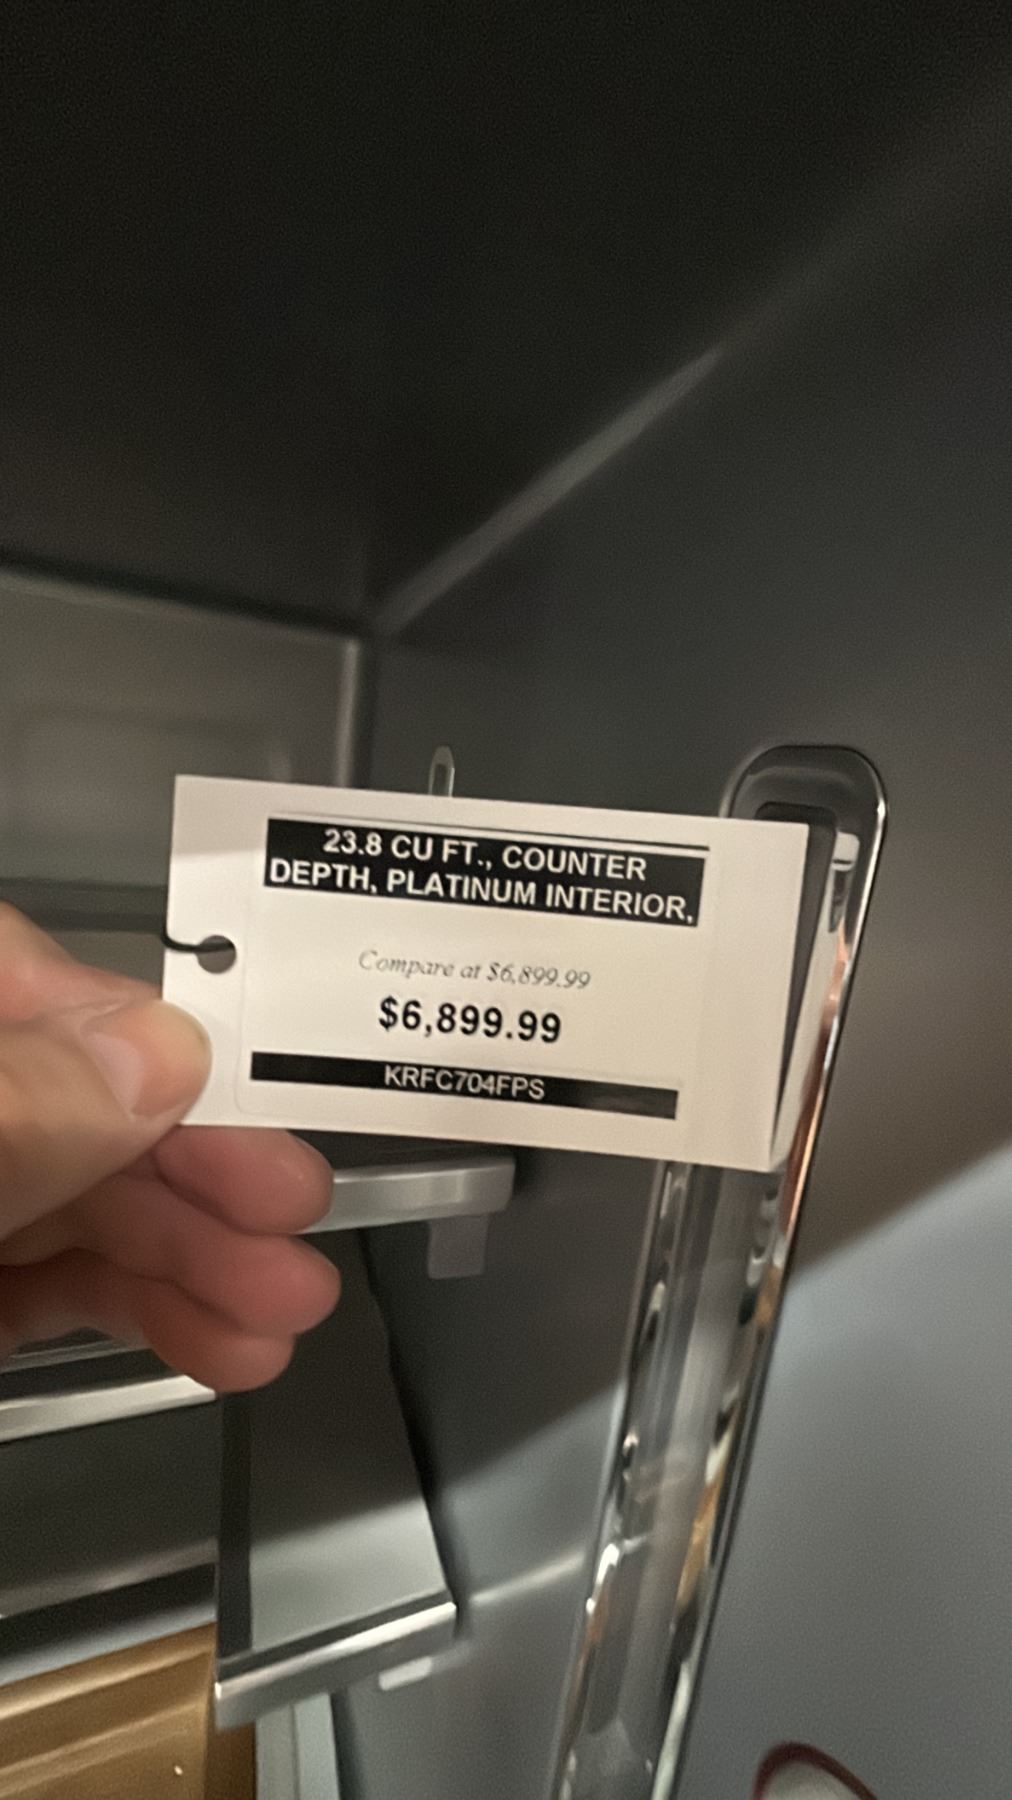 23.8 CU FT., COUNTER
DEPTH, PLATINUM INTERIOR,
Compare at $6,899.99
$6,899.99
KRFC704FPS